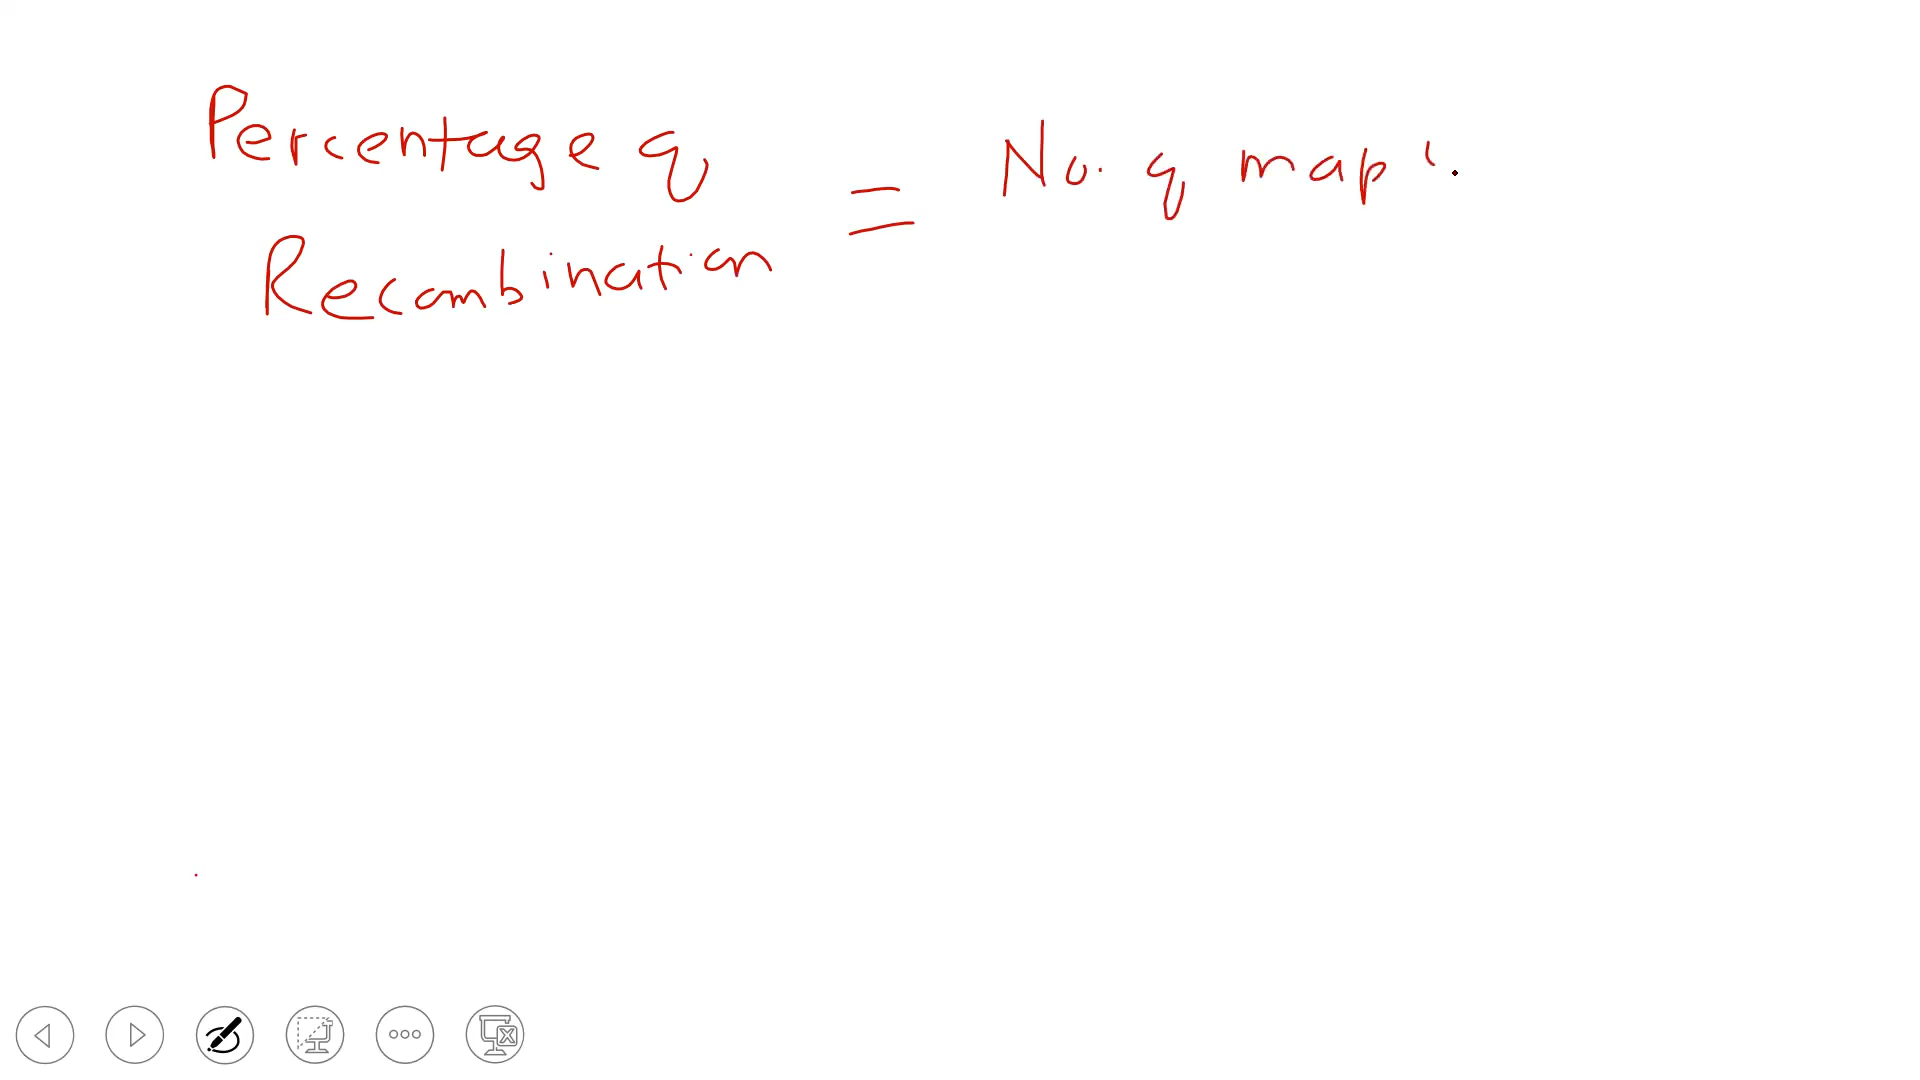 Percentage of
Recombination
= No. of map